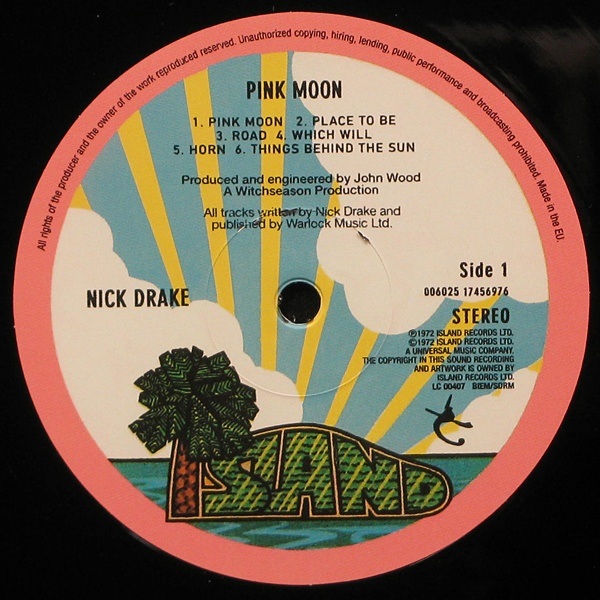 All rights of the producer and the owner of the work reproduced reserved. Unauthorized copying, hiring, lending, public performance and broadcasting prohibited. Made in the EU.
PINK MOON
1. PINK MOON 2. PLACE TO BE
3. ROAD 4. WHICH WILL
5. HORN 6. THINGS BEHIND THE SUN
Produced and engineered by John Wood
A Witchseason Production
All tracks written by Nick Drake and
published by Warlock Music Ltd.
Side 1
006025 17456976
NICK DRAKE
STEREO
Ⓟ1972 ISLAND RECORDS LTD.
©1972 ISLAND RECORDS LTD.
A UNIVERSAL MUSIC COMPANY.
THE COPYRIGHT IN THIS SOUND RECORDING
AND ARTWORK IS OWNED BY
ISLAND RECORDS LTD.
LC 00407 BIEM/SDRM
ISLAND